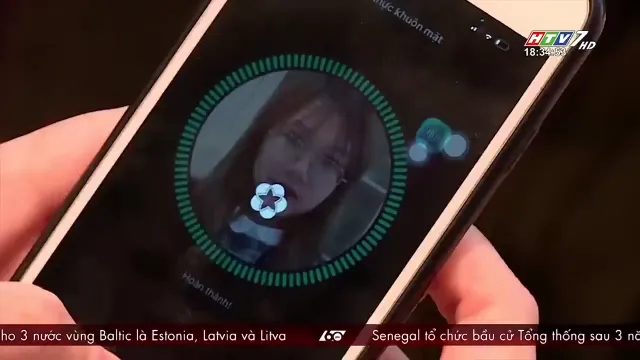 thực khuôn mặt
HTV7 HD
18:34:53
Hoàn thành!
ho 3 nước vùng Baltic là Estonia, Latvia và Litva
60 Senegal tổ chức bầu cử Tổng thống sau 3 nă